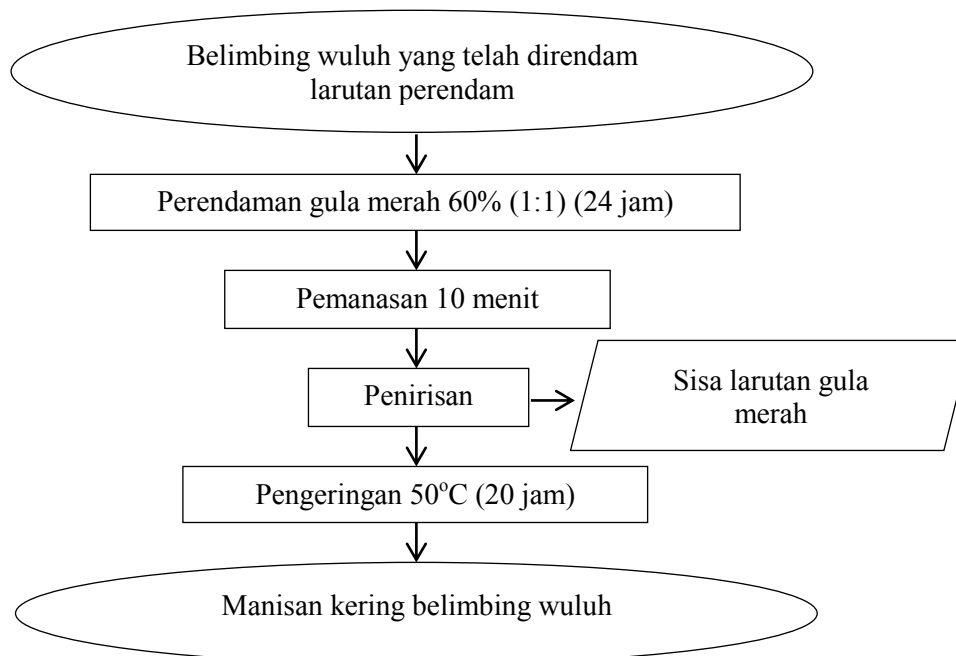 Belimbing wuluh yang telah direndam
larutan perendam
Perendaman gula merah 60% (1:1) (24 jam)
Pemanasan 10 menit
Penirisan
Sisa larutan gula
merah
Pengeringan 50°C (20 jam)
Manisan kering belimbing wuluh